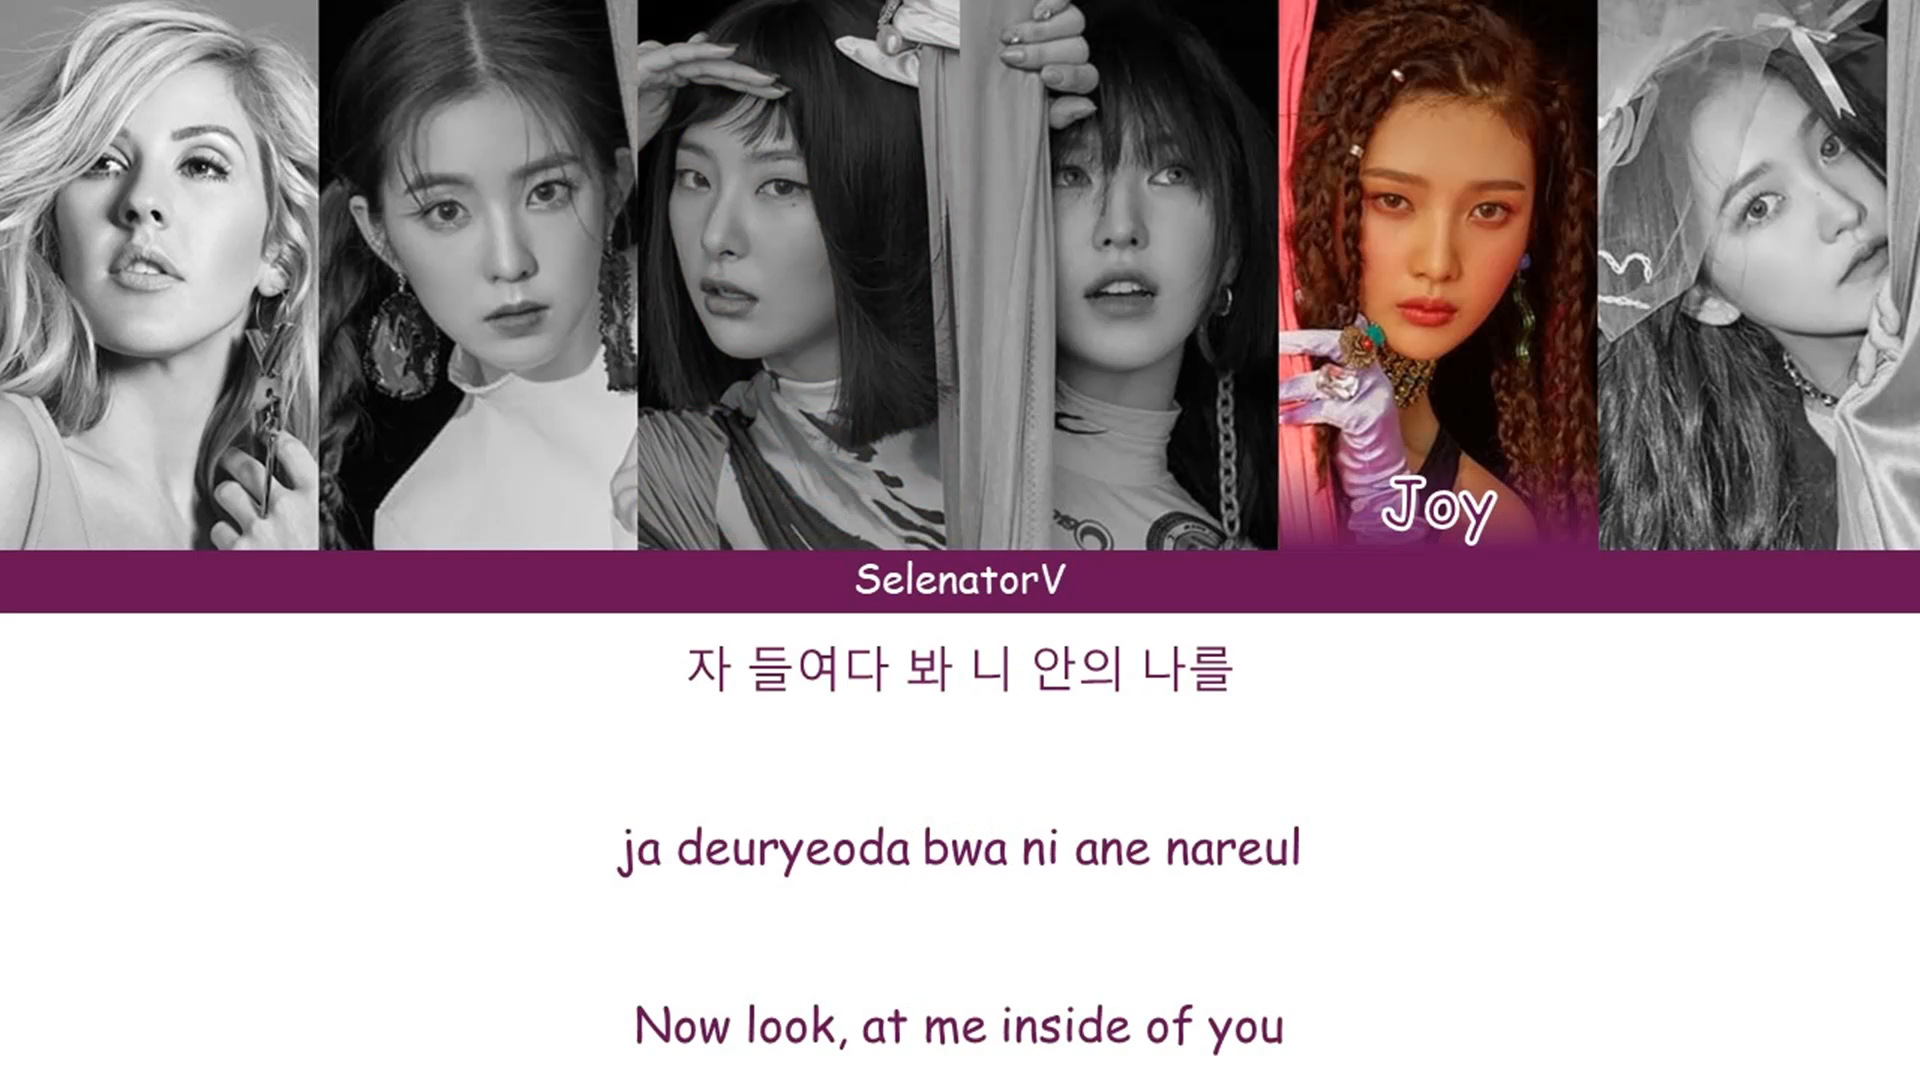 Joy
SelenatorV
자 들여다 봐 니 안의 나를
ja deuryeoda bwa ni ane nareul
Now look, at me inside of you